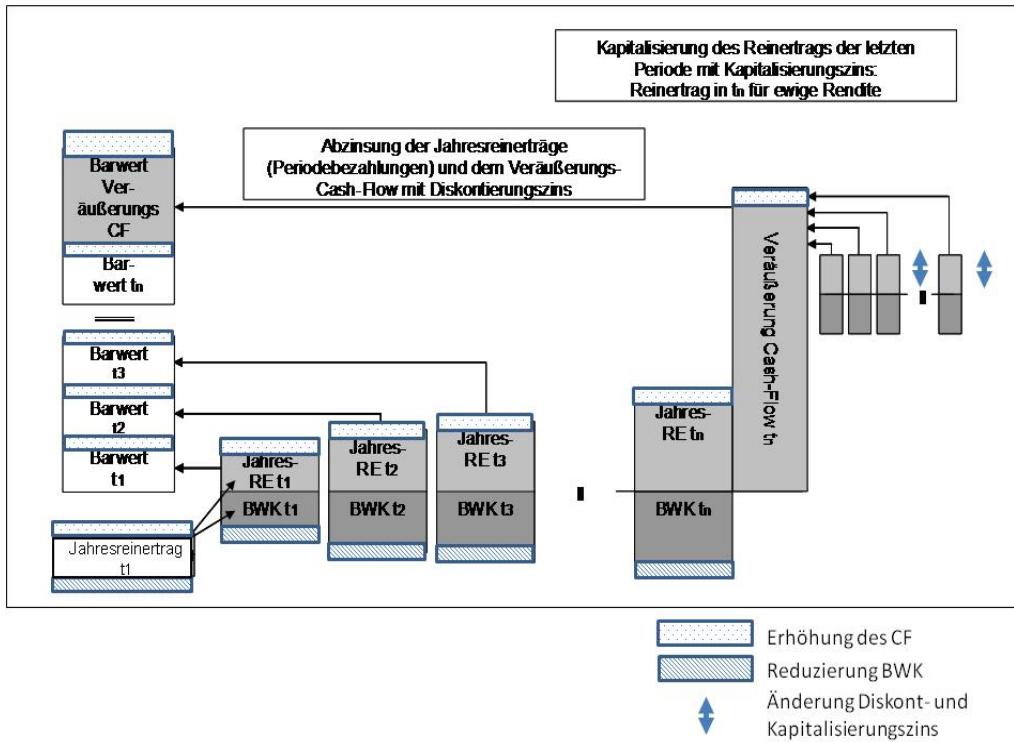 Kapitalisierung des Reinertrags der letzten
Periode mit Kapitalisierungszins:
Reinertrag in tn für ewige Rendite
Abzinsung der Jahresreinerträge
(Periodebezahlungen) und dem Veräußerungs-
Cash-Flow mit Diskontierungszins
Barwert
Ver-
äußerungs
CF
Bar-
wert tn
Barwert
t3
Barwert
t2
Barwert
t1
Jahres-
RE t1
BWK t1
Jahres-
RE t2
BWK t2
Jahres-
RE t3
BWK t3
Jahres-
RE tn
BWK tn
Veräußerung Cash-Flow tn
Jahresreinertrag
t1
Erhöhung des CF
Reduzierung BWK
Änderung Diskont- und
Kapitalisierungszins